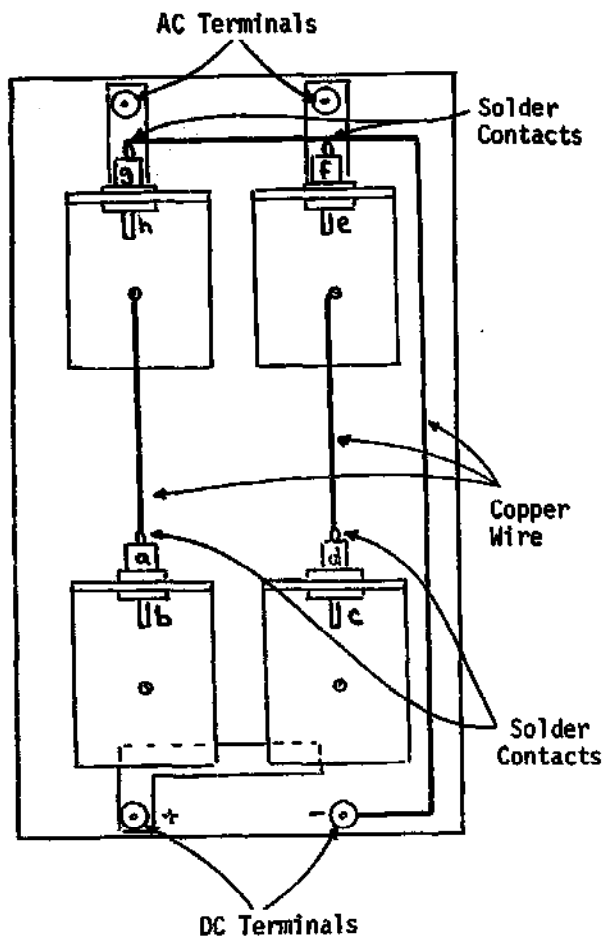 AC Terminals
Solder
Contacts
g
f
h
e
Copper
Wire
a
d
b
c
Solder
Contacts
+
-
DC Terminals